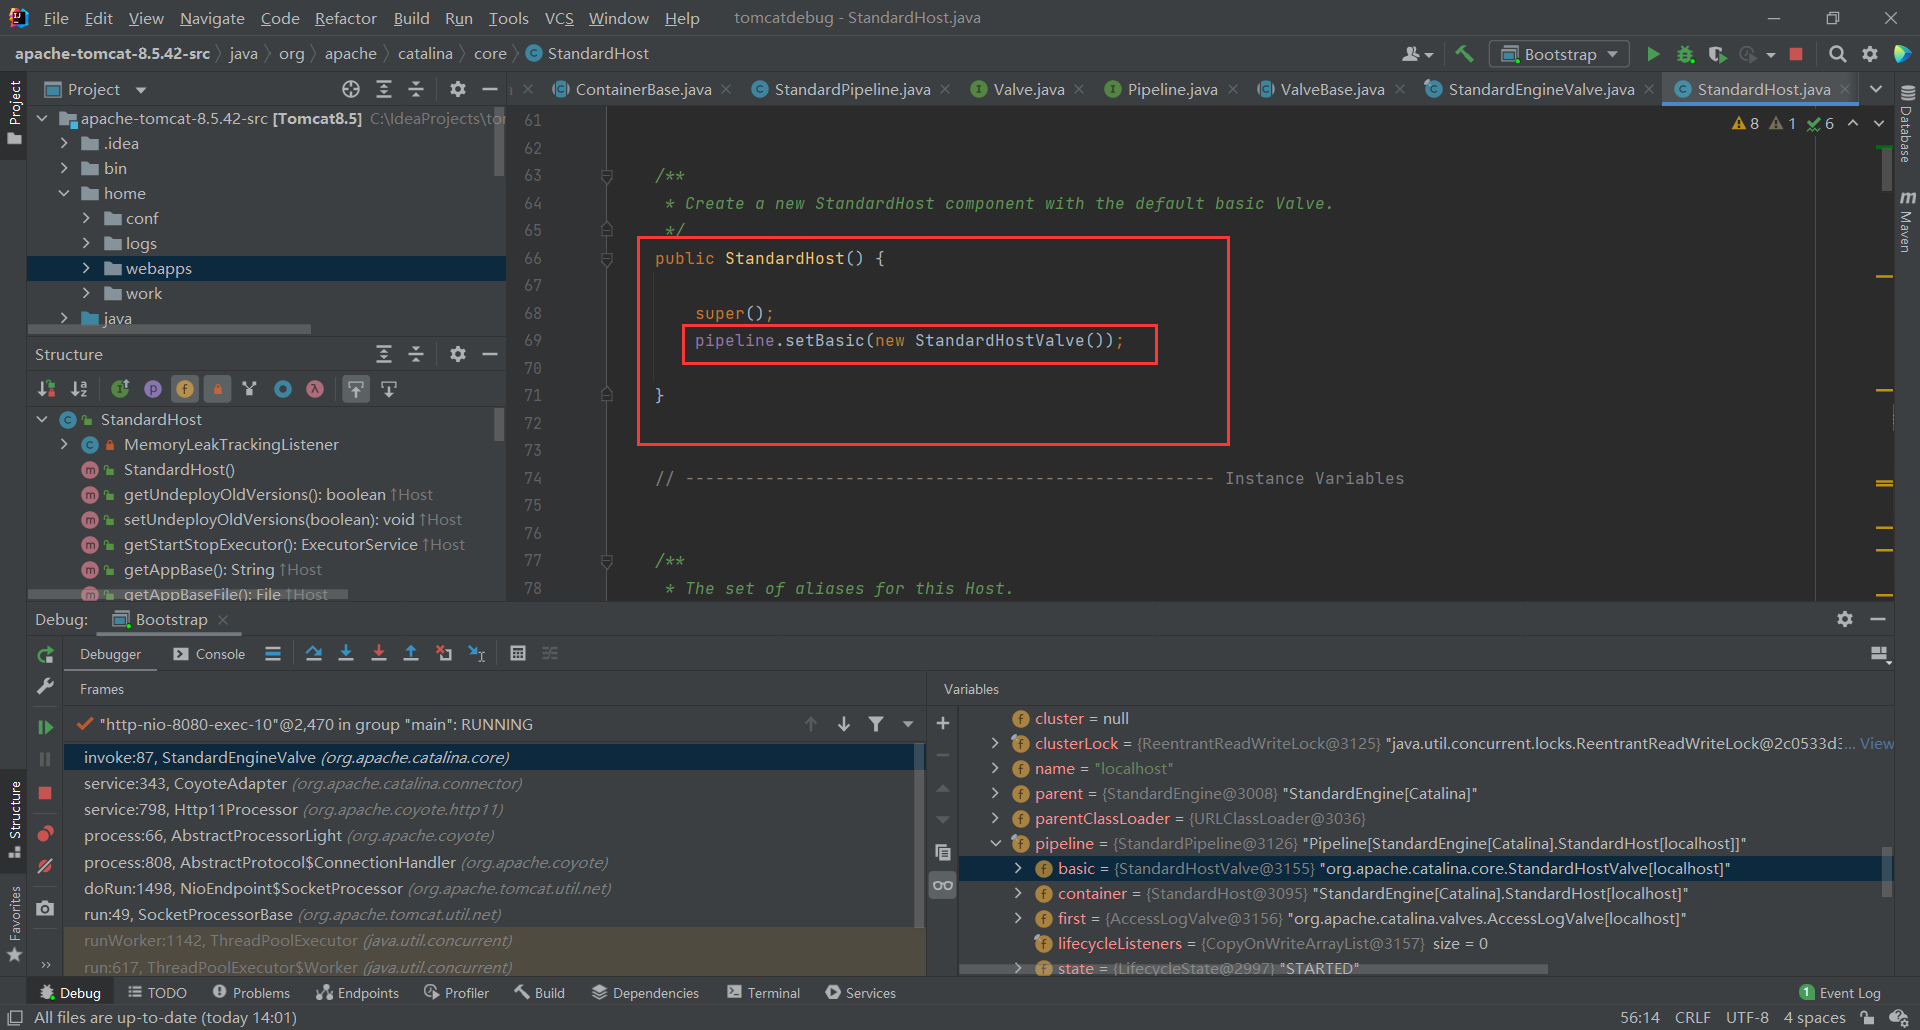 File Edit View Navigate Code Refactor Build Run Tools VCS Window Help tomcatdebug - StandardHost.java
apache-tomcat-8.5.42-src java org apache catalina core StandardHost
Bootstrap
Project
ContainerBase.java StandardPipeline.java Valve.java Pipeline.java ValveBase.java StandardEngineValve.java StandardHost.java
Project
apache-tomcat-8.5.42-src [Tomcat8.5] C:\IdeaProjects\tor
.idea
bin
home
conf
logs
webapps
work
java
Structure
StandardHost
MemoryLeakTrackingListener
StandardHost()
getUndeployOldVersions(): boolean ↑Host
setUndeployOldVersions(boolean): void ↑Host
getStartStopExecutor(): ExecutorService ↑Host
getAppBase(): String ↑Host
getAppBaseFile(): File ↑Host
8 1 6
61
62
63 /**
64 * Create a new StandardHost component with the default basic Valve.
65 */
66 public StandardHost() {
67
68 super();
69 pipeline.setBasic(new StandardHostValve());
70
71 }
72
73
74 // ----------------------------------------------------- Instance Variables
75
76
77 /**
78 * The set of aliases for this Host.
Database
Maven
Debug: Bootstrap
Debugger Console
Frames
"http-nio-8080-exec-10"@2,470 in group "main": RUNNING
invoke:87, StandardEngineValve (org.apache.catalina.core)
service:343, CoyoteAdapter (org.apache.catalina.connector)
service:798, Http11Processor (org.apache.coyote.http11)
process:66, AbstractProcessorLight (org.apache.coyote)
process:808, AbstractProtocol$ConnectionHandler (org.apache.coyote)
doRun:1498, NioEndpoint$SocketProcessor (org.apache.tomcat.util.net)
run:49, SocketProcessorBase (org.apache.tomcat.util.net)
runWorker:1142, ThreadPoolExecutor (java.util.concurrent)
run:617, ThreadPoolExecutor$Worker (java.util.concurrent)
Variables
cluster = null
clusterLock = {ReentrantReadWriteLock@3125} "java.util.concurrent.locks.ReentrantReadWriteLock@2c0533d3... View
name = "localhost"
parent = {StandardEngine@3008} "StandardEngine[Catalina]"
parentClassLoader = {URLClassLoader@3036}
pipeline = {StandardPipeline@3126} "Pipeline[StandardEngine[Catalina].StandardHost[localhost]]"
basic = {StandardHostValve@3155} "org.apache.catalina.core.StandardHostValve[localhost]"
container = {StandardHost@3095} "StandardEngine[Catalina].StandardHost[localhost]"
first = {AccessLogValve@3156} "org.apache.catalina.valves.AccessLogValve[localhost]"
lifecycleListeners = {CopyOnWriteArrayList@3157} size = 0
state = {LifecycleState@2997} "STARTED"
Structure
Favorites
Debug TODO Problems Endpoints Profiler Build Dependencies Terminal Services 1 Event Log
All files are up-to-date (today 14:01) 56:14 CRLF UTF-8 4 spaces